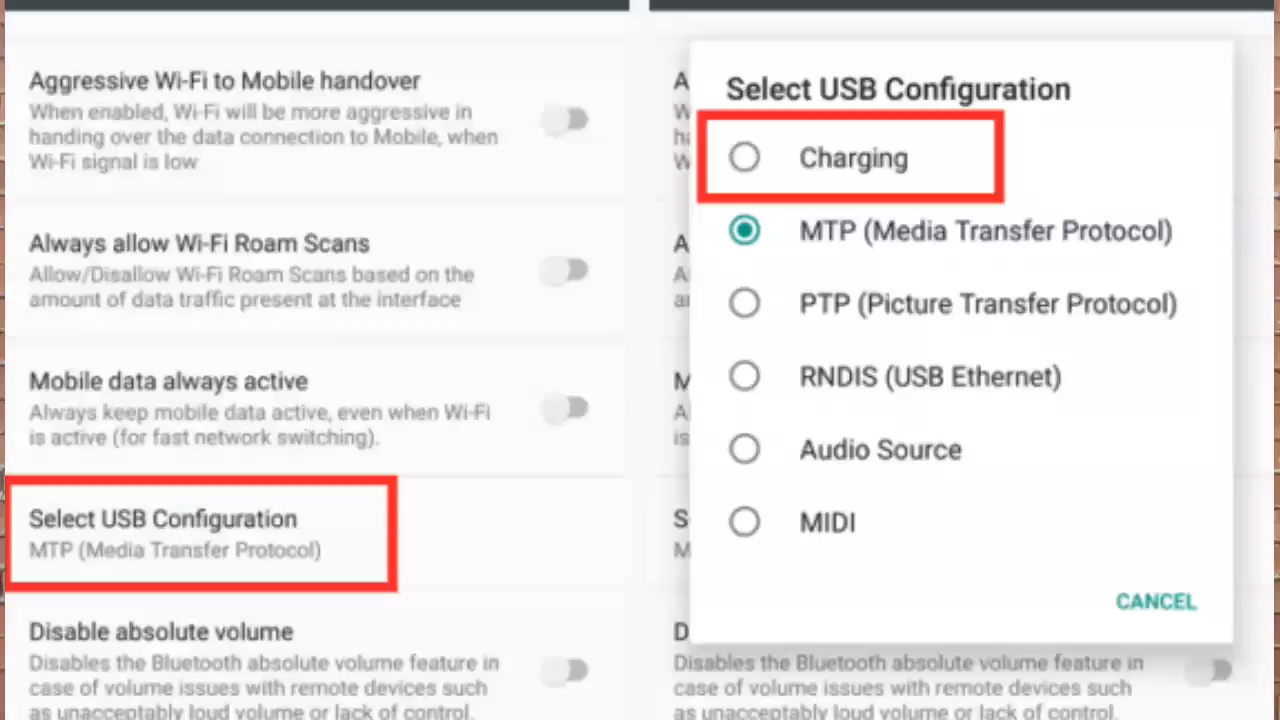 Aggressive Wi-Fi to Mobile handover
When enabled, Wi-Fi will be more aggressive in
handing over the data connection to Mobile, when
Wi-Fi signal is low
Always allow Wi-Fi Roam Scans
Allow/Disallow Wi-Fi Roam Scans based on the
amount of data traffic present at the interface
Mobile data always active
Always keep mobile data active, even when Wi-Fi
is active (for fast network switching).
Select USB Configuration
MTP (Media Transfer Protocol)
Disable absolute volume
Disables the Bluetooth absolute volume feature in
case of volume issues with remote devices such
as unacceptably loud volume or lack of control.
Select USB Configuration
Charging
MTP (Media Transfer Protocol)
PTP (Picture Transfer Protocol)
RNDIS (USB Ethernet)
Audio Source
MIDI
CANCEL
Disables the Bluetooth absolute volume feature in
case of volume issues with remote devices such
as unacceptably loud volume or lack of control.